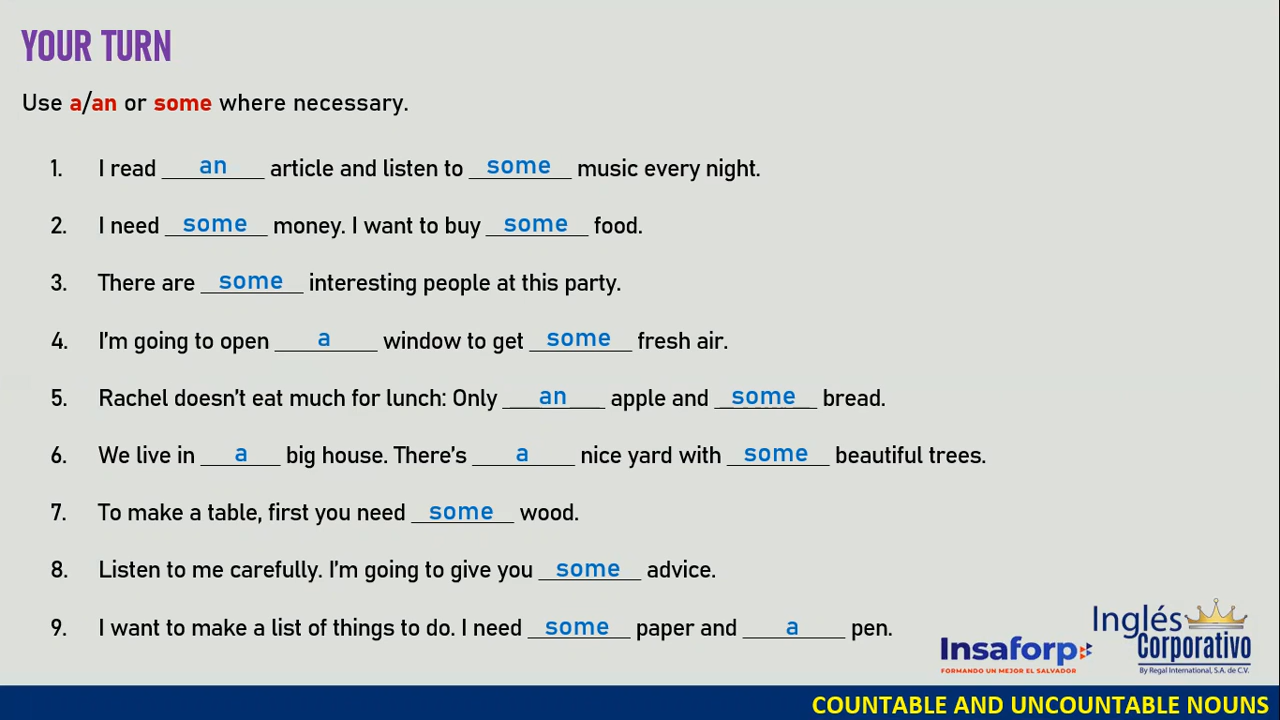 YOUR TURN
Use a/an or some where necessary.
1. I read an article and listen to some music every night.
2. I need some money. I want to buy some food.
3. There are some interesting people at this party.
4. I'm going to open a window to get some fresh air.
5. Rachel doesn't eat much for lunch: Only an apple and some bread.
6. We live in a big house. There's a nice yard with some beautiful trees.
7. To make a table, first you need some wood.
8. Listen to me carefully. I'm going to give you some advice.
9. I want to make a list of things to do. I need some paper and a pen.
Insaforp
FORMANDO UN MEJOR EL SALVADOR
Inglés
Corporativo
By Regal International, S.A. de C.V.
COUNTABLE AND UNCOUNTABLE NOUNS